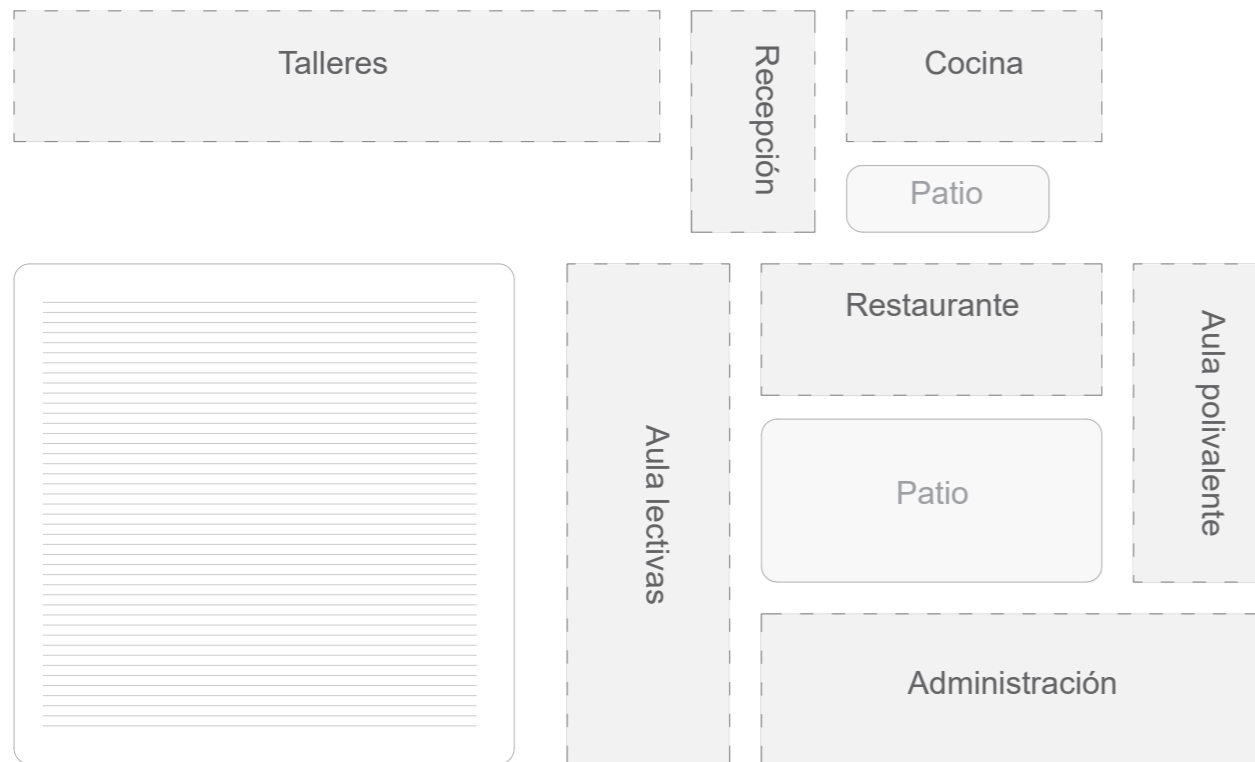 Talleres
Recepción
Cocina
Patio
Restaurante
Aula polivalente
Aula lectivas
Patio
Administración